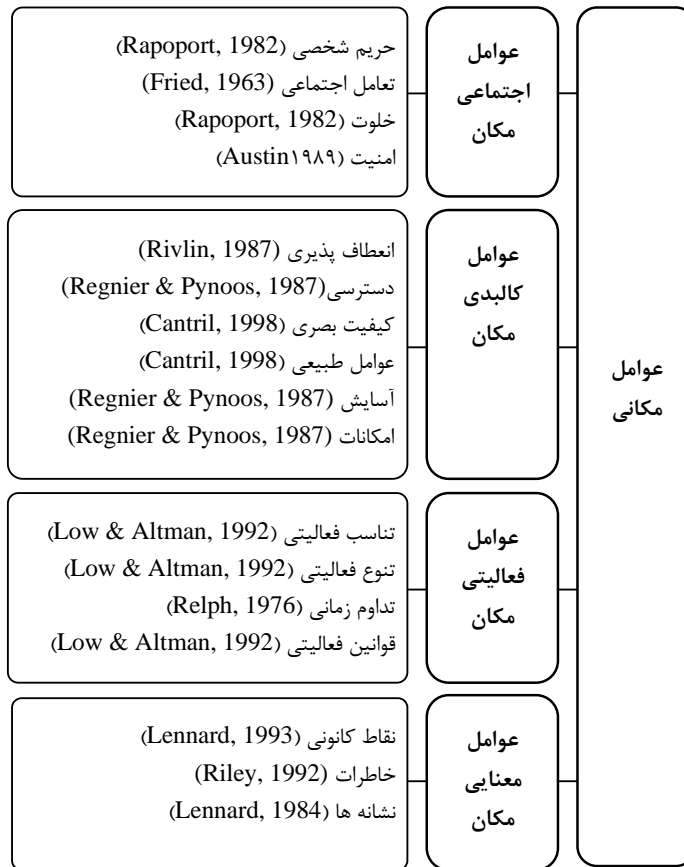 عوامل
مکانی
عوامل
اجتماعی
مکان
حریم شخصی (Rapoport, 1982)
تعامل اجتماعی (Fried, 1963)
خلوت (Rapoport, 1982)
امنیت (Austin۱۹۸۹)
عوامل
کالبدی
مکان
انعطاف پذیری (Rivlin, 1987)
دسترسی(Regnier & Pynoos, 1987)
کیفیت بصری (Cantril, 1998)
عوامل طبیعی (Cantril, 1998)
آسایش (Regnier & Pynoos, 1987)
امکانات (Regnier & Pynoos, 1987)
عوامل
فعالیتی
مکان
تناسب فعالیتی (Low & Altman, 1992)
تنوع فعالیتی (Low & Altman, 1992)
تداوم زمانی (Relph, 1976)
قوانین فعالیتی (Low & Altman, 1992)
عوامل
معنایی
مکان
نقاط کانونی (Lennard, 1993)
خاطرات (Riley, 1992)
نشانه ها (Lennard, 1984)